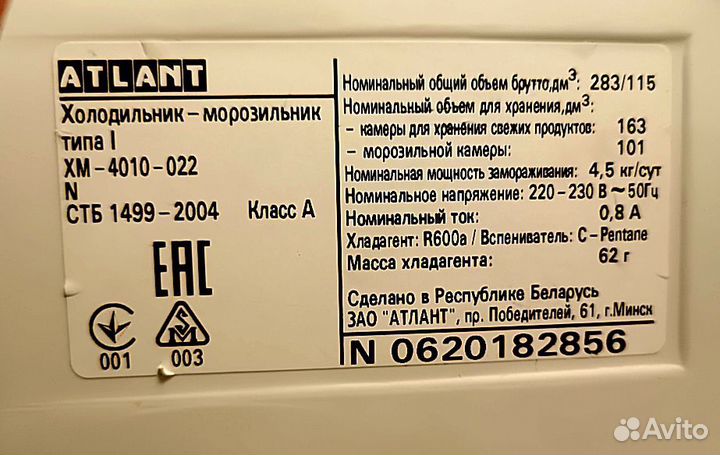 ATLANT
Холодильник – морозильник
типа I
ХМ – 4010 – 022
N
СТБ 1499 – 2004 Класс А
EAC
001
003
Номинальный общий объем брутто,дм³: 283/115
Номинальный объем для хранения,дм³:
– камеры для хранения свежих продуктов: 163
– морозильной камеры: 101
Номинальная мощность замораживания: 4,5 кг/сут
Номинальное напряжение: 220 – 230 В ~ 50Гц
Номинальный ток: 0,8 А
Хладагент: R600a / Вспениватель: C – Pentane
Масса хладагента: 62 г
Сделано в Республике Беларусь
ЗАО "АТЛАНТ", пр. Победителей, 61, г.Минск
N 0620182856
Avito